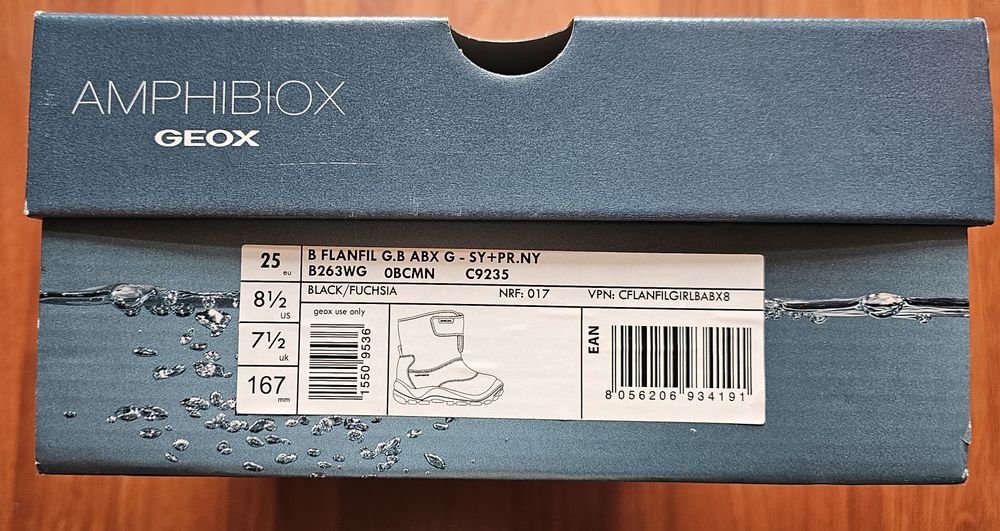 AMPHIBIOX
GEOX
25 eu
B FLANFIL G.B ABX G - SY+PR.NY
B263WG 0BCMN C9235
8½ US
BLACK/FUCHSIA NRF: 017 VPN: CFLANFILGIRLBABX8
7½ uk
167 mm
geox use only
1550 9536
EAN
8 056206 934191